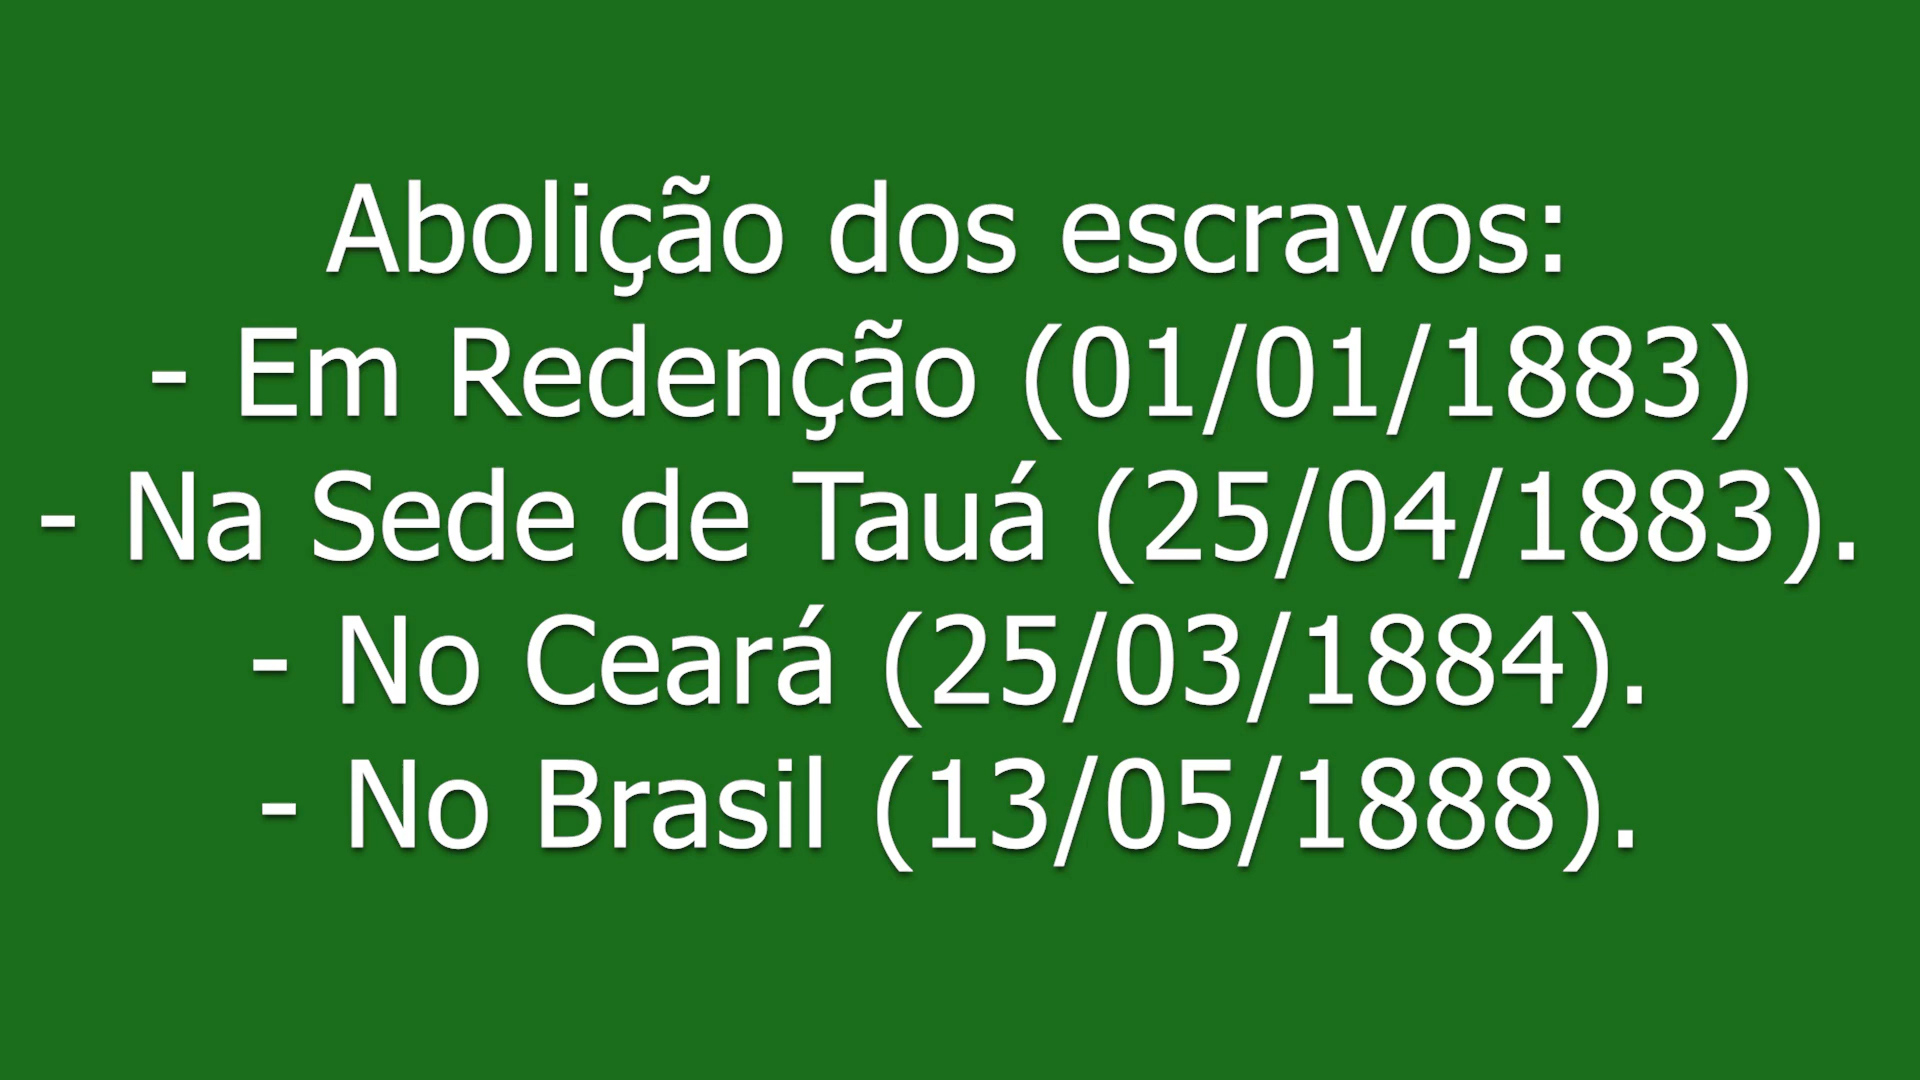 Abolição dos escravos:
- Em Redenção (01/01/1883)
- Na Sede de Tauá (25/04/1883).
- No Ceará (25/03/1884).
- No Brasil (13/05/1888).